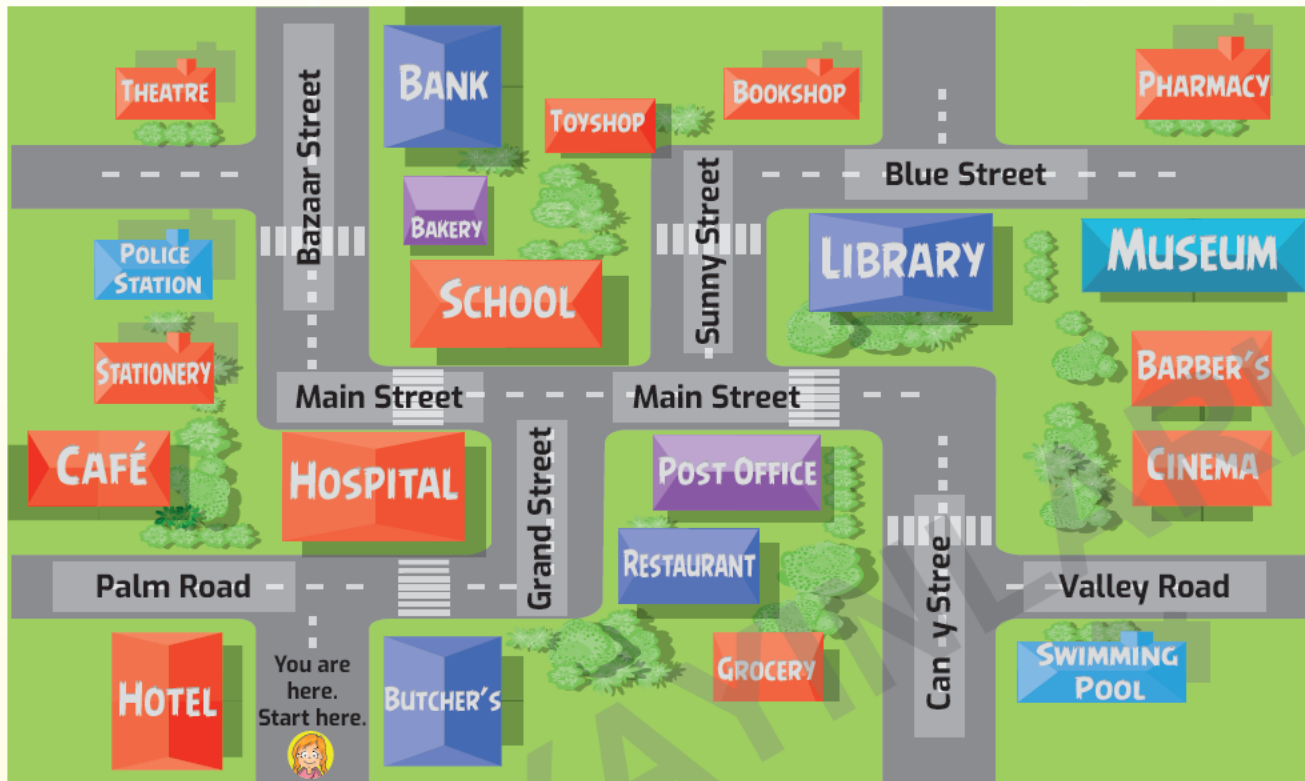 THEATRE
Bazaar Street
BANK
TOYSHOP
BOOKSHOP
PHARMACY
Blue Street
POLICE
STATION
BAKERY
SCHOOL
Sunny Street
LIBRARY
MUSEUM
STATIONERY
BARBER'S
Main Street
Main Street
CAFÉ
HOSPITAL
Grand Street
POST OFFICE
CINEMA
RESTAURANT
Palm Road
Can y Stree
Valley Road
HOTEL
You are
here.
Start here.
BUTCHER'S
GROCERY
SWIMMING
POOL